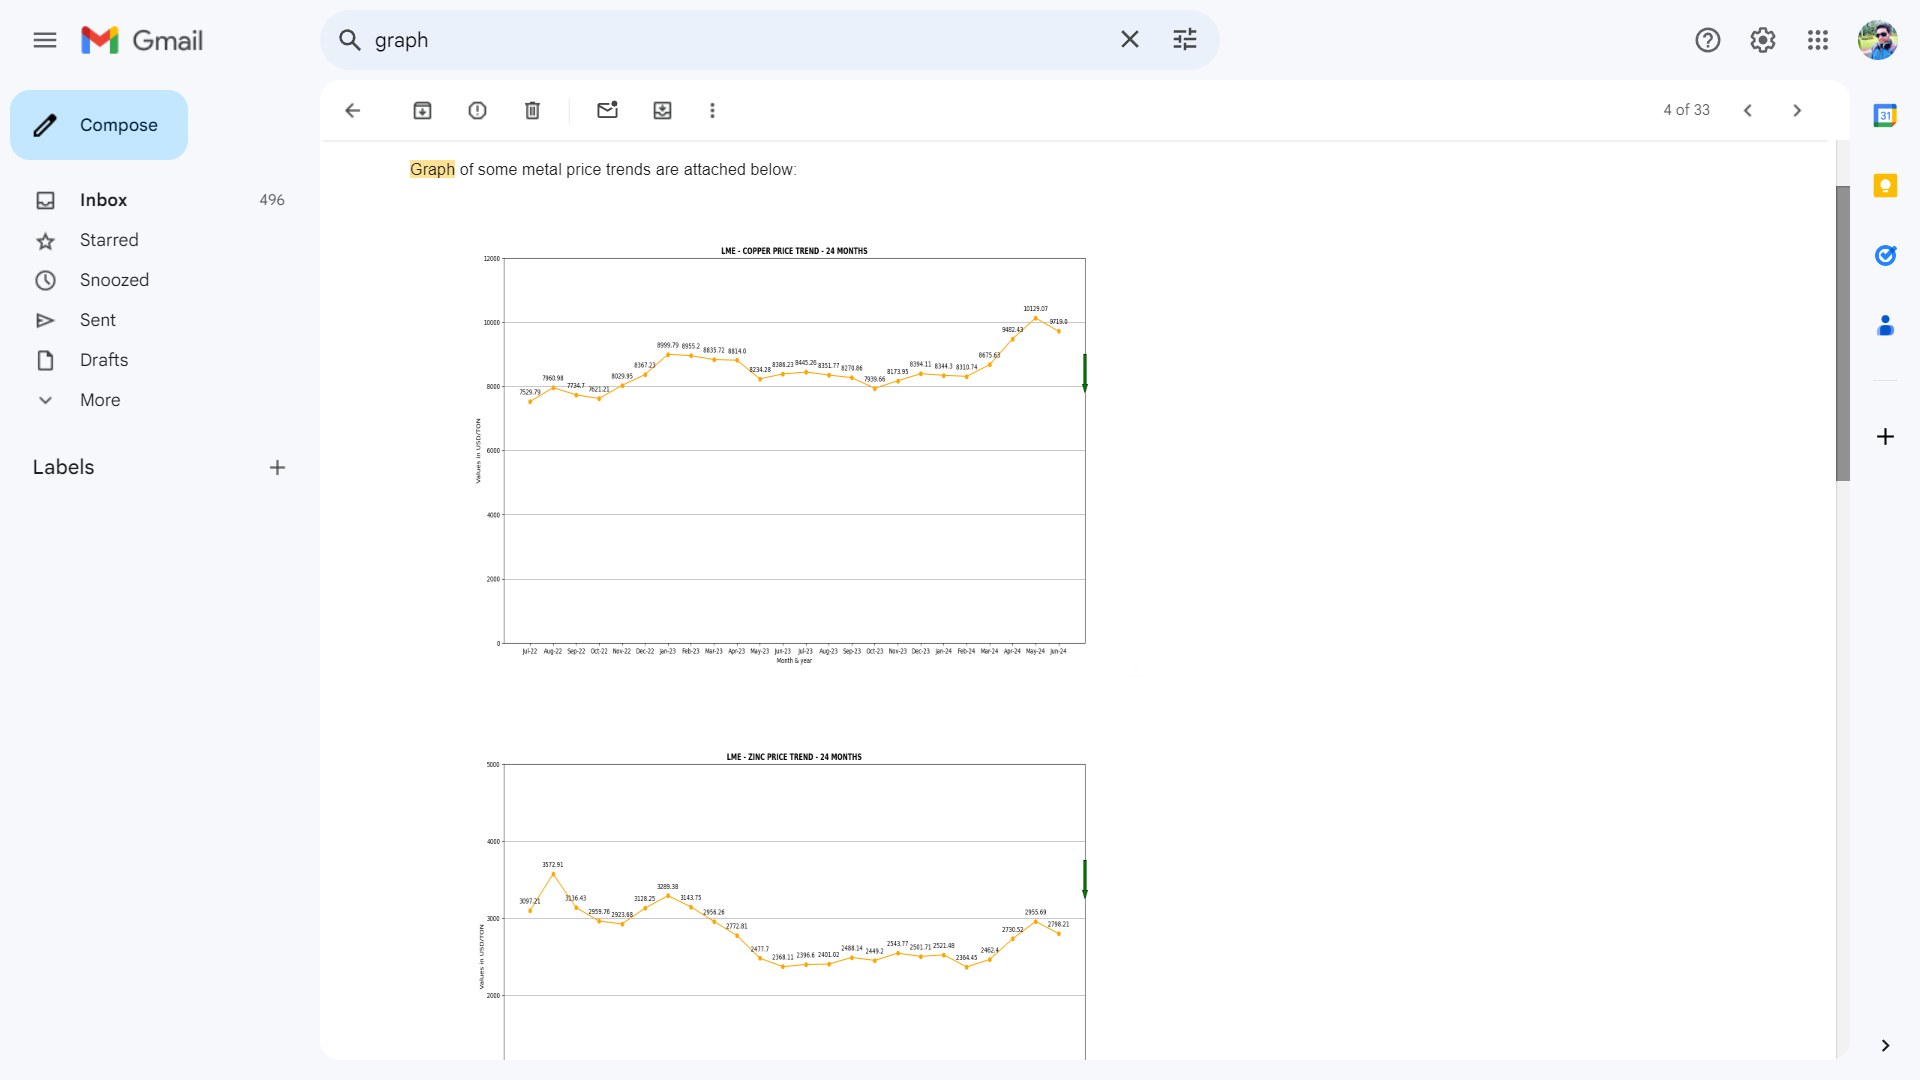 Gmail
graph
Compose
4 of 33
Inbox 496
Starred
Snoozed
Sent
Drafts
More
Labels
31
Graph of some metal price trends are attached below:
LME - COPPER PRICE TREND - 24 MONTHS
12000
10000
8000
6000
4000
2000
0
Values in USD/TON
7529.79 7960.98 7734.7 7621.21 8029.95 8367.23 8999.79 8955.2 8835.72 8814.0 8234.28 8386.23 8445.26 8351.77 8270.86 7939.66 8173.95 8394.11 8344.3 8310.74 8675.63 9482.43 10129.07 9719.0
Jul-22 Aug-22 Sep-22 Oct-22 Nov-22 Dec-22 Jan-23 Feb-23 Mar-23 Apr-23 May-23 Jun-23 Jul-23 Aug-23 Sep-23 Oct-23 Nov-23 Dec-23 Jan-24 Feb-24 Mar-24 Apr-24 May-24 Jun-24
Month & year
LME - ZINC PRICE TREND - 24 MONTHS
5000
4000
3000
2000
Values in USD/TON
3097.21 3572.91 3136.43 2959.76 2923.68 3128.25 3289.38 3143.75 2956.26 2772.81 2477.7 2368.11 2396.6 2401.02 2488.14 2449.2 2543.77 2501.71 2521.48 2364.45 2462.4 2730.52 2955.69 2798.21